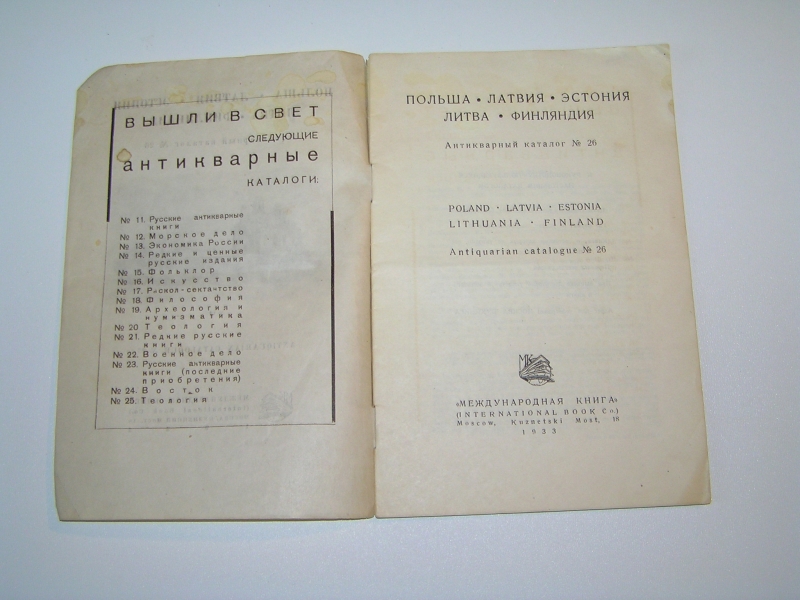 ВЫШЛИ В СВЕТ
СЛЕДУЮЩИЕ
антикварные
КАТАЛОГИ:
№ 11. Русские антикварные
книги
№ 12. Морское дело
№ 13. Экономика России
№ 14. Редкие и ценные
русские издания
№ 15. Фольклор
№ 16. Искусство
№ 17. Раскол-сектантство
№ 18. Философия
№ 19. Археология и
нумизматика
№ 20 Теология
№ 21. Редкие русские
книги
№ 22. Военное дело
№ 23. Русские антикварные
книги (последние
приобретения)
№ 24. Восток
№ 25. Теология
ПОЛЬША • ЛАТВИЯ • ЭСТОНИЯ
ЛИТВА • ФИНЛЯНДИЯ
Антикварный каталог № 26
POLAND · LATVIA · ESTONIA
LITHUANIA · FINLAND
Antiquarian catalogue № 26
МК
«МЕЖДУНАРОДНАЯ КНИГА»
(INTERNATIONAL BOOK Co.)
Moscow, Kuznetski Most, 18
1933